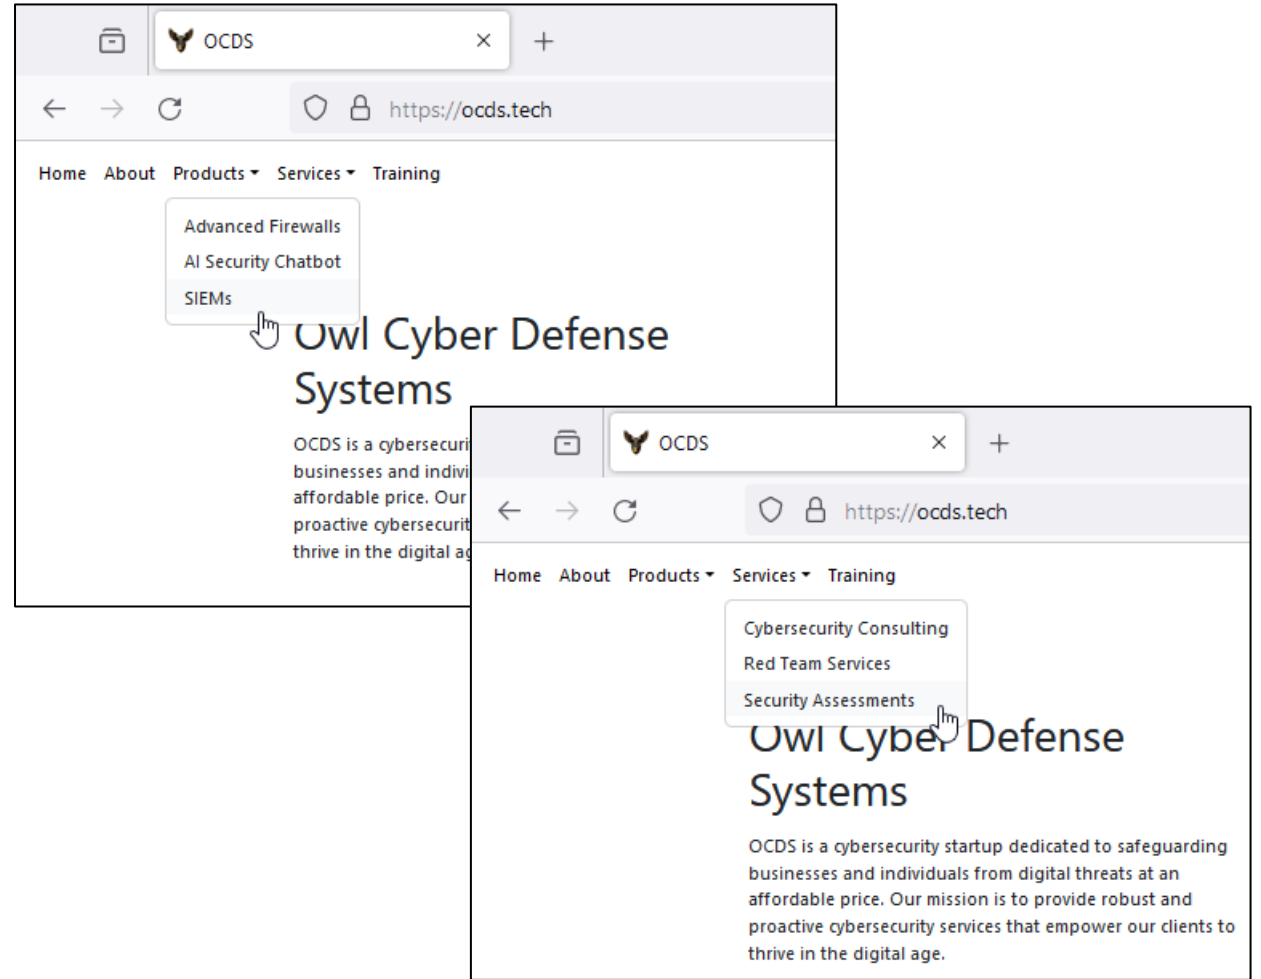 OCDS
https://ocds.tech
Home About Products Services Training
Advanced Firewalls
AI Security Chatbot
SIEMs
Owl Cyber Defense
Systems
OCDS is a cybersecuri
businesses and indivi
affordable price. Our
proactive cybersecurit
thrive in the digital ag
OCDS
https://ocds.tech
Home About Products Services Training
Cybersecurity Consulting
Red Team Services
Security Assessments
Owl Cyber Defense
Systems
OCDS is a cybersecurity startup dedicated to safeguarding
businesses and individuals from digital threats at an
affordable price. Our mission is to provide robust and
proactive cybersecurity services that empower our clients to
thrive in the digital age.